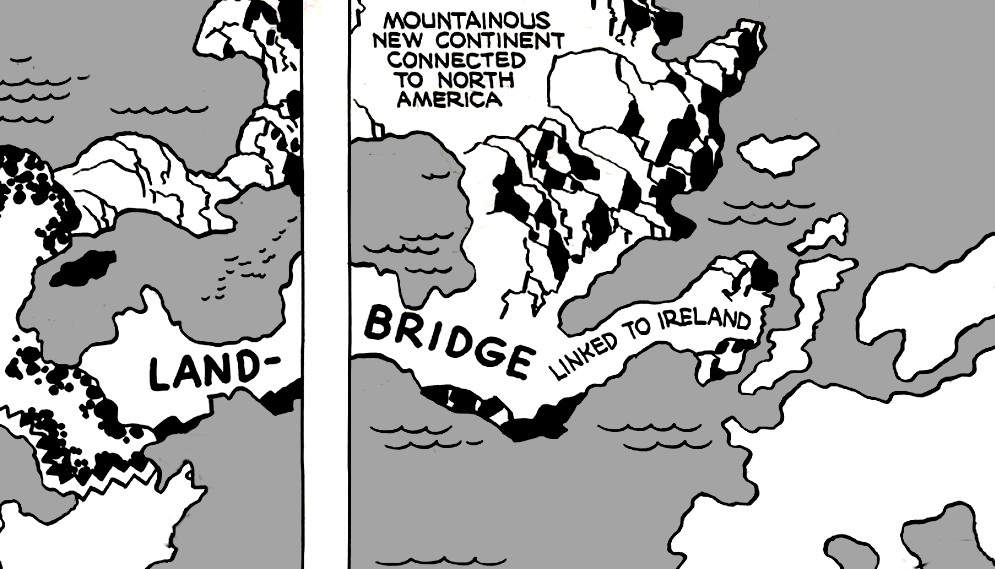 MOUNTAINOUS
NEW CONTINENT
CONNECTED
TO NORTH
AMERICA
LAND-
BRIDGE
LINKED TO IRELAND